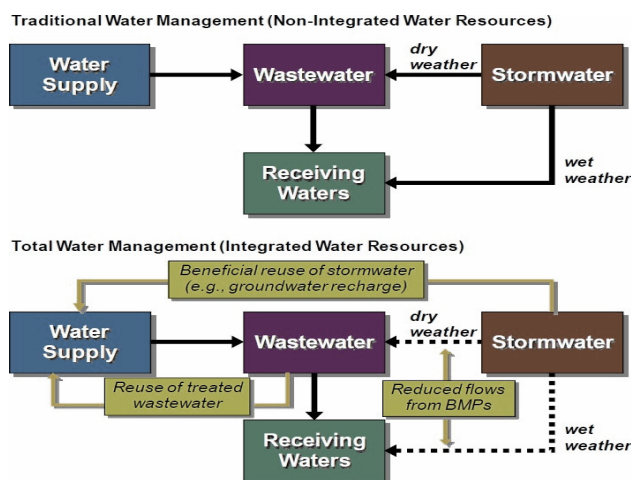 Traditional Water Management (Non-Integrated Water Resources)
Water
Supply
Wastewater
dry
weather
Stormwater
Receiving
Waters
wet
weather
Total Water Management (Integrated Water Resources)
Beneficial reuse of stormwater
(e.g., groundwater recharge)
Water
Supply
Wastewater
dry
weather
Stormwater
Reuse of treated
wastewater
Reduced flows
from BMPs
Receiving
Waters
wet
weather